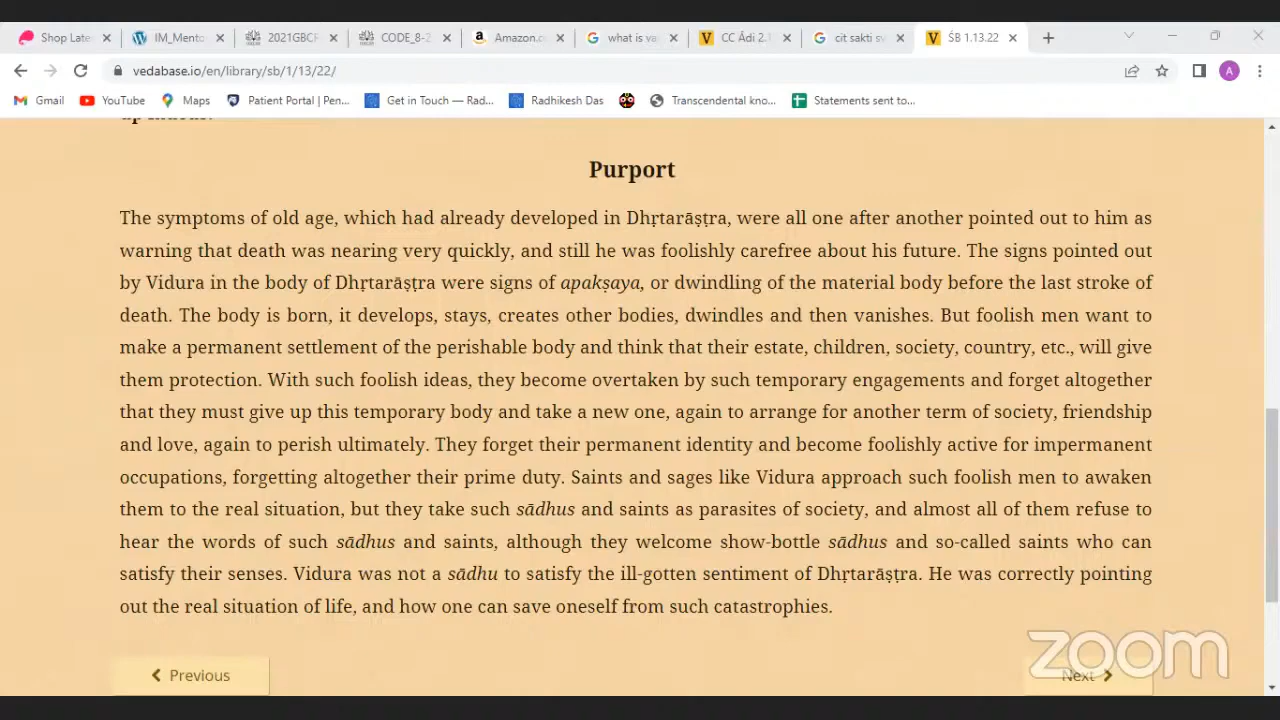 Shop Late
IM_Mento
2021GBCF
CODE_8-2
Amazon.c
what is va
CC Ādi 2.1
cit sakti sv
ŚB 1.13.22
vedabase.io/en/library/sb/1/13/22/
A
Gmail
YouTube
Maps
Patient Portal | Pen...
Get in Touch — Rad...
Radhikesh Das
Transcendental kno...
Statements sent to...
Purport
The symptoms of old age, which had already developed in Dhṛtarāṣṭra, were all one after another pointed out to him as
warning that death was nearing very quickly, and still he was foolishly carefree about his future. The signs pointed out
by Vidura in the body of Dhṛtarāṣṭra were signs of apakṣaya, or dwindling of the material body before the last stroke of
death. The body is born, it develops, stays, creates other bodies, dwindles and then vanishes. But foolish men want to
make a permanent settlement of the perishable body and think that their estate, children, society, country, etc., will give
them protection. With such foolish ideas, they become overtaken by such temporary engagements and forget altogether
that they must give up this temporary body and take a new one, again to arrange for another term of society, friendship
and love, again to perish ultimately. They forget their permanent identity and become foolishly active for impermanent
occupations, forgetting altogether their prime duty. Saints and sages like Vidura approach such foolish men to awaken
them to the real situation, but they take such sādhus and saints as parasites of society, and almost all of them refuse to
hear the words of such sādhus and saints, although they welcome show-bottle sādhus and so-called saints who can
satisfy their senses. Vidura was not a sādhu to satisfy the ill-gotten sentiment of Dhṛtarāṣṭra. He was correctly pointing
out the real situation of life, and how one can save oneself from such catastrophies.
Previous
Next
zoom